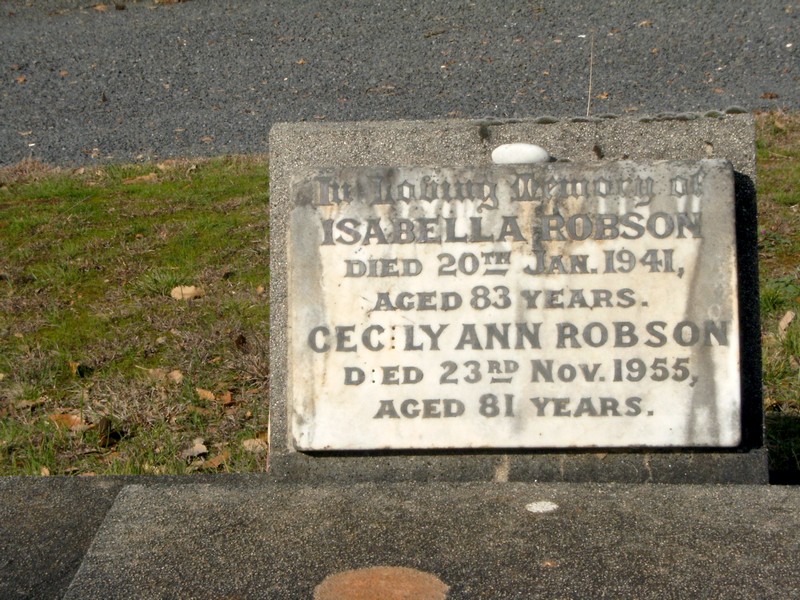 In Loving Memory of
ISABELLA ROBSON
DIED 20TH JAN. 1941,
AGED 83 YEARS.
CECILY ANN ROBSON
DIED 23RD NOV. 1955,
AGED 81 YEARS.